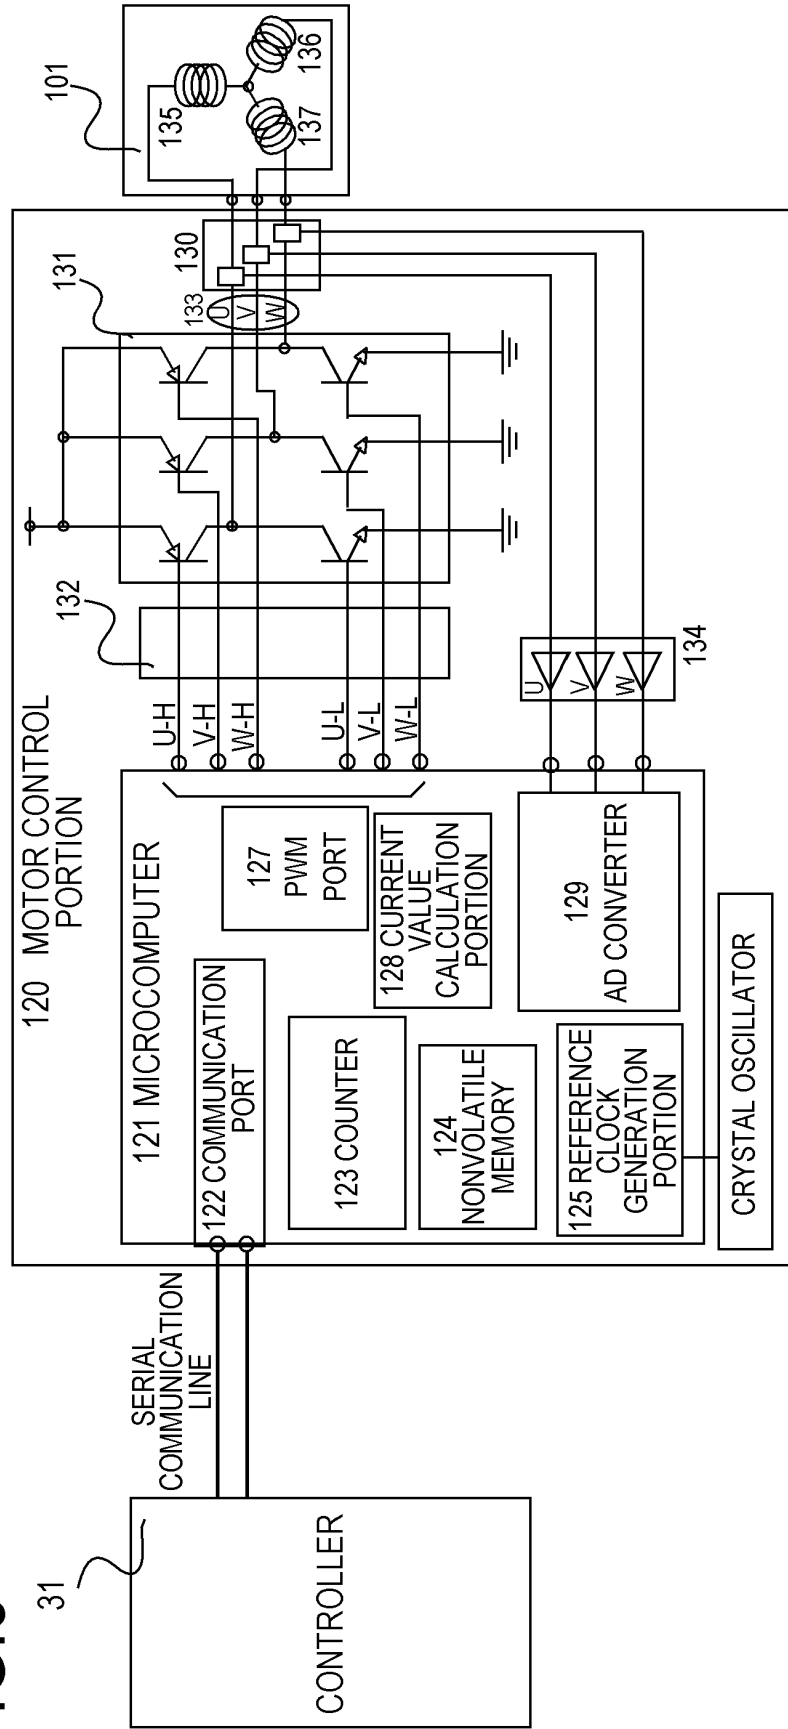 31
CONTROLLER
SERIAL
COMMUNICATION
LINE
120 MOTOR CONTROL
PORTION
121 MICROCOMPUTER
122 COMMUNICATION
PORT
123 COUNTER
124
NONVOLATILE
MEMORY
125 REFERENCE
CLOCK
GENERATION
PORTION
CRYSTAL OSCILLATOR
127
PWM
PORT
128 CURRENT
VALUE
CALCULATION
PORTION
129
AD CONVERTER
U-H
V-H
W-H
U-L
V-L
W-L
132
131
133
U
V
W
130
U
V
W
134
101
135
136
137